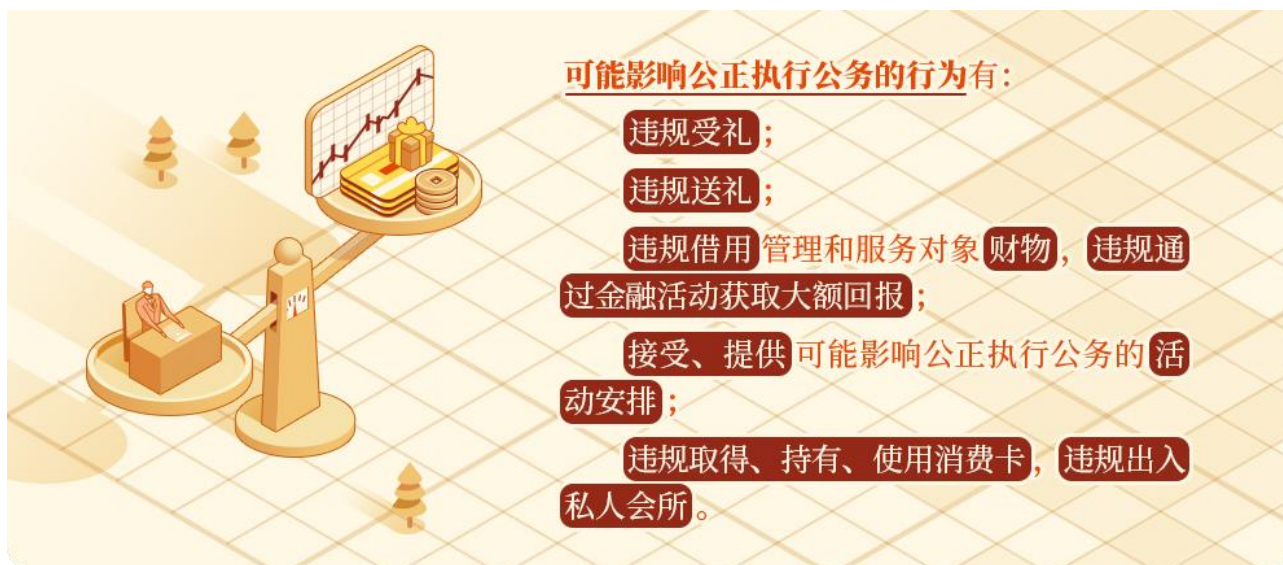 可能影响公正执行公务的行为有：
违规受礼；
违规送礼；
违规借用管理和服务对象财物，违规通
过金融活动获取大额回报；
接受、提供可能影响公正执行公务的活
动安排；
违规取得、持有、使用消费卡，违规出入
私人会所。